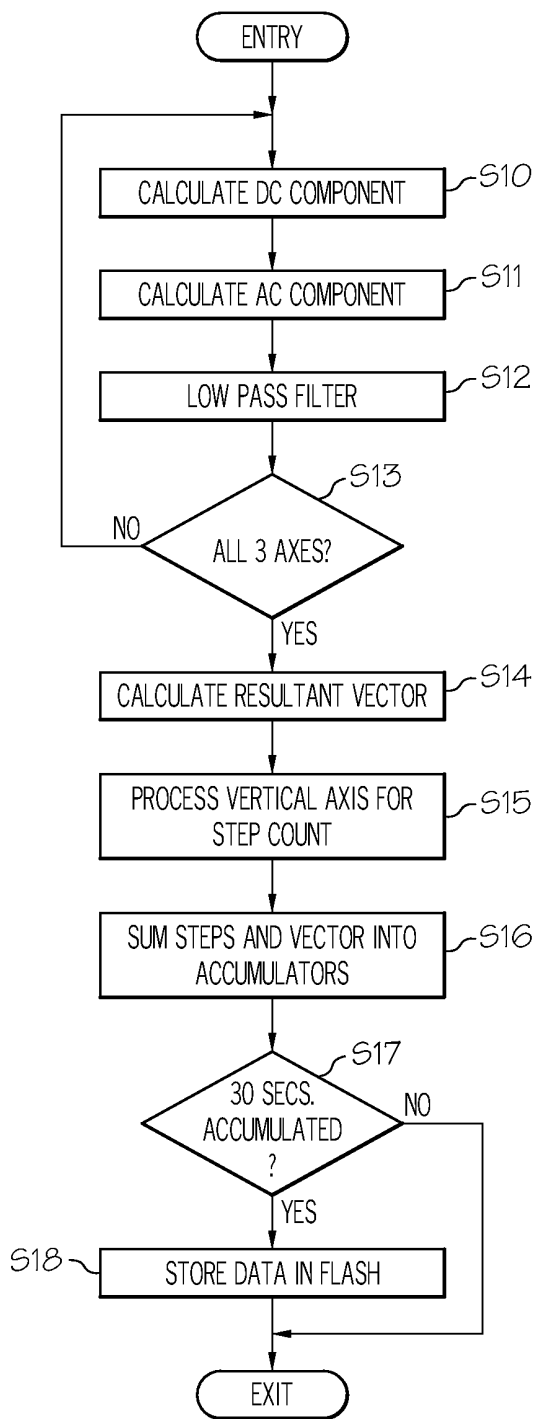 ENTRY
CALCULATE DC COMPONENT
S10
CALCULATE AC COMPONENT
S11
LOW PASS FILTER
S12
S13
NO
ALL 3 AXES?
YES
CALCULATE RESULTANT VECTOR
S14
PROCESS VERTICAL AXIS FOR
STEP COUNT
S15
SUM STEPS AND VECTOR INTO
ACCUMULATORS
S16
S17
30 SECS.
ACCUMULATED
?
NO
YES
S18
STORE DATA IN FLASH
EXIT